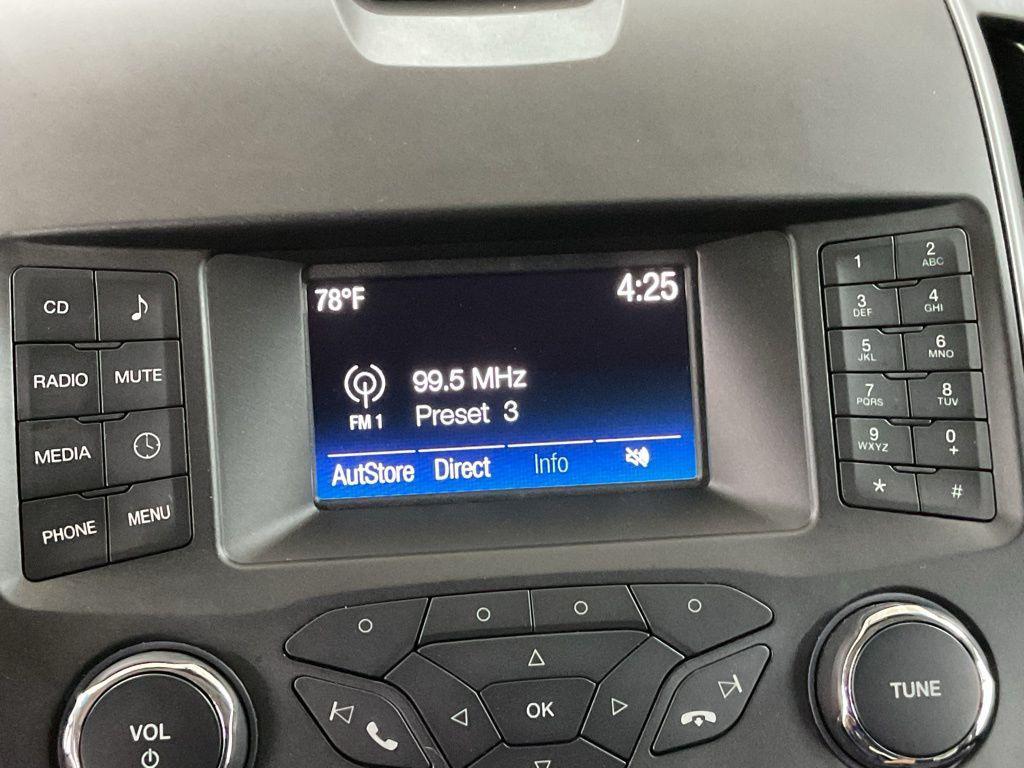 CD
RADIO MUTE
MEDIA
PHONE MENU
78°F 4:25
99.5 MHz
FM 1 Preset 3
AutStore Direct Info
1 2 ABC
3 DEF 4 GHI
5 JKL 6 MNO
7 PQRS 8 TUV
9 WXYZ 0 +
* #
OK
VOL
TUNE